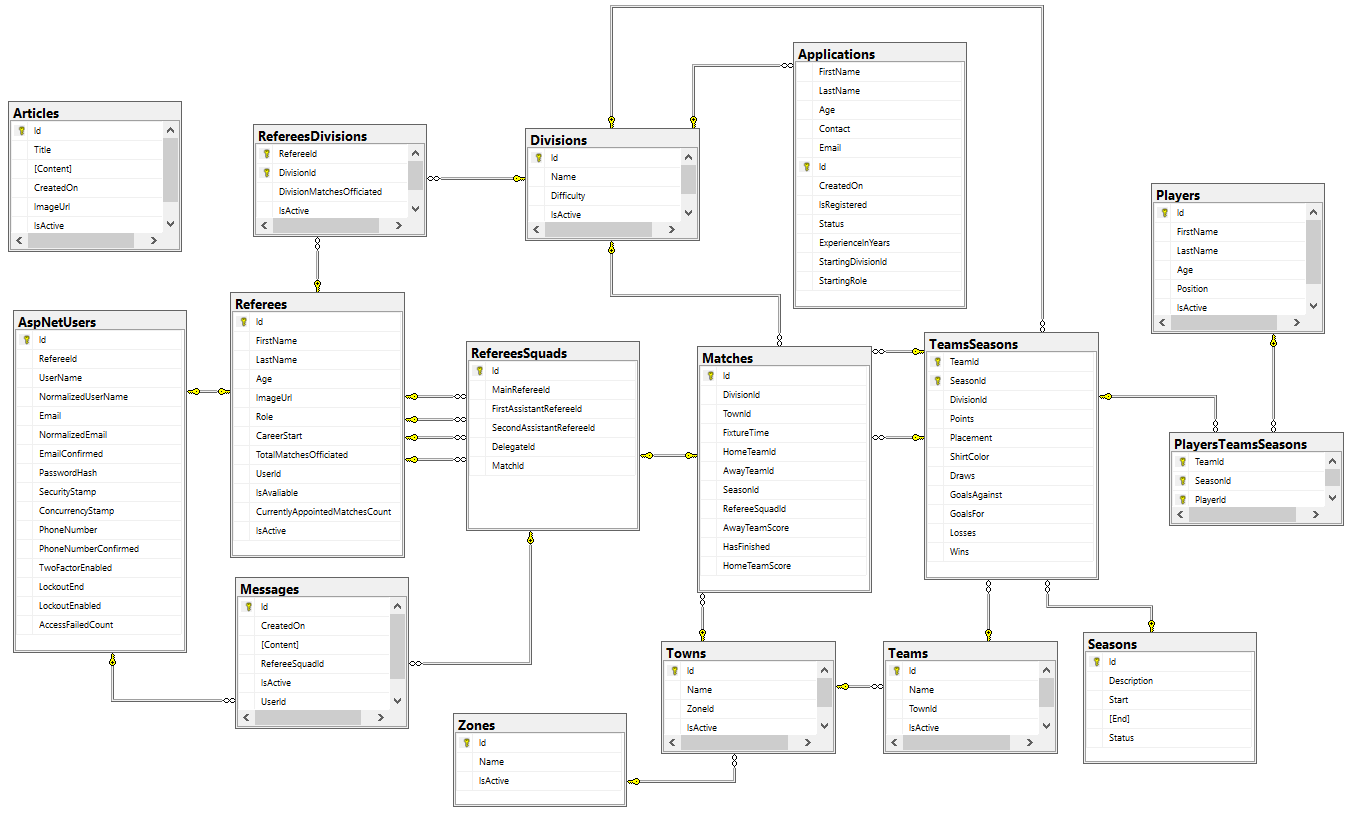 Articles
Id
Title
[Content]
CreatedOn
ImageUrl
IsActive
RefereesDivisions
RefereeId
DivisionId
DivisionMatchesOfficiated
IsActive
Divisions
Id
Name
Difficulty
IsActive
Applications
FirstName
LastName
Age
Contact
Email
Id
CreatedOn
IsRegistered
Status
ExperienceInYears
StartingDivisionId
StartingRole
Players
Id
FirstName
LastName
Age
Position
IsActive
AspNetUsers
Id
RefereeId
UserName
NormalizedUserName
Email
NormalizedEmail
EmailConfirmed
PasswordHash
SecurityStamp
ConcurrencyStamp
PhoneNumber
PhoneNumberConfirmed
TwoFactorEnabled
LockoutEnd
LockoutEnabled
AccessFailedCount
Referees
Id
FirstName
LastName
Age
ImageUrl
Role
CareerStart
TotalMatchesOfficiated
UserId
IsAvailable
CurrentlyAppointedMatchesCount
IsActive
RefereesSquads
Id
MainRefereeId
FirstAssistantRefereeId
SecondAssistantRefereeId
DelegateId
MatchId
Matches
Id
DivisionId
TownId
FixtureTime
HomeTeamId
AwayTeamId
SeasonId
RefereeSquadId
AwayTeamScore
HasFinished
HomeTeamScore
TeamsSeasons
TeamId
SeasonId
DivisionId
Points
Placement
ShirtColor
Draws
GoalsAgainst
GoalsFor
Losses
Wins
PlayersTeamsSeasons
TeamId
SeasonId
PlayerId
Messages
Id
CreatedOn
[Content]
RefereeSquadId
IsActive
UserId
Zones
Id
Name
IsActive
Towns
Id
Name
ZoneId
IsActive
Teams
Id
Name
TownId
IsActive
Seasons
Id
Description
Start
[End]
Status